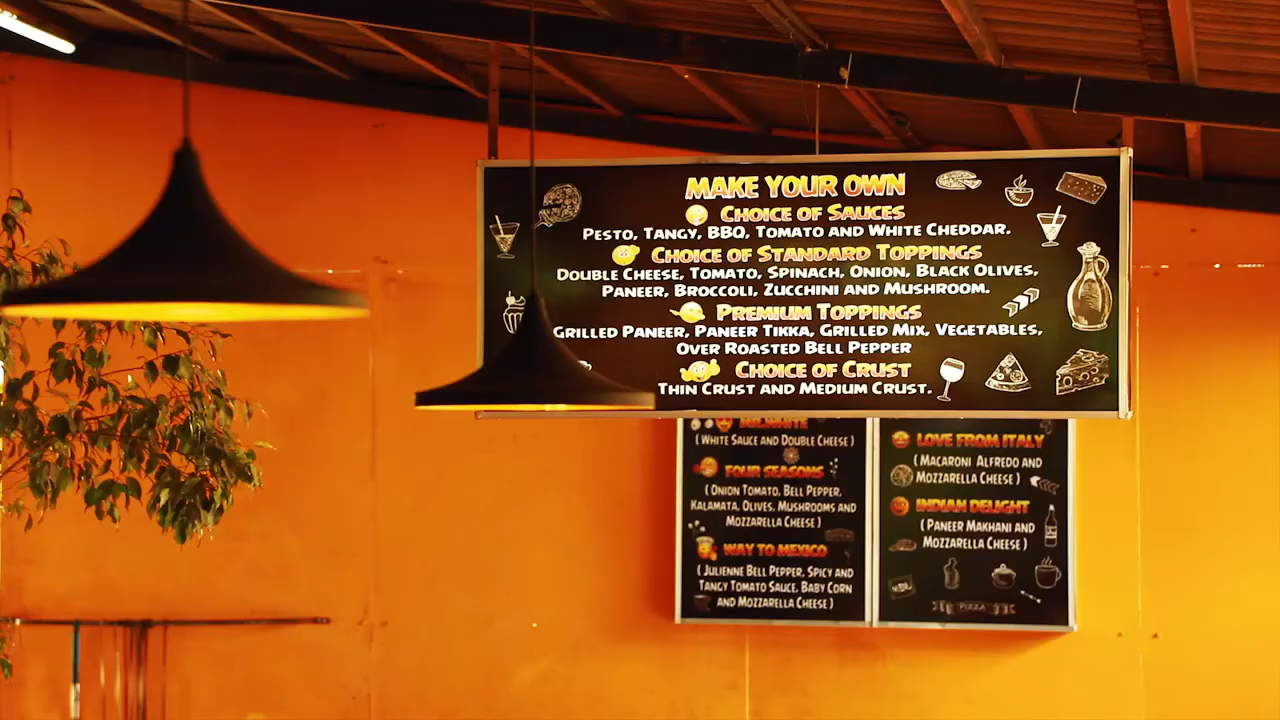 MAKE YOUR OWN
CHOICE OF SAUCES
PESTO, TANGY, BBQ, TOMATO AND WHITE CHEDDAR.
CHOICE OF STANDARD TOPPINGS
DOUBLE CHEESE, TOMATO, SPINACH, ONION, BLACK OLIVES,
PANEER, BROCCOLI, ZUCCHINI AND MUSHROOM.
PREMIUM TOPPINGS
GRILLED PANEER, PANEER TIKKA, GRILLED MIX, VEGETABLES,
OVER ROASTED BELL PEPPER
CHOICE OF CRUST
THIN CRUST AND MEDIUM CRUST.
MR.WHITE
( WHITE SAUCE AND DOUBLE CHEESE )
FOUR SEASONS
( ONION TOMATO, BELL PEPPER,
KALAMATA, OLIVES, MUSHROOMS AND
MOZZARELLA CHEESE )
WAY TO MEXICO
( JULIENNE BELL PEPPER, SPICY AND
TANGY TOMATO SAUCE, BABY CORN
AND MOZZARELLA CHEESE )
LOVE FROM ITALY
( MACARONI ALFREDO AND
MOZZARELLA CHEESE )
INDIAN DELIGHT
( PANEER MAKHANI AND
MOZZARELLA CHEESE )
PIZZA